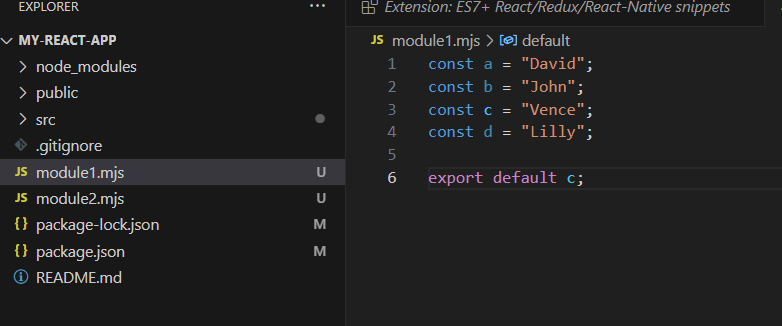 EXPLORER ...
MY-REACT-APP
node_modules
public
src
.gitignore
JS module1.mjs U
JS module2.mjs U
{} package-lock.json M
{} package.json M
README.md
Extension: ES7+ React/Redux/React-Native snippets
JS module1.mjs > default
1 const a = "David";
2 const b = "John";
3 const c = "Vence";
4 const d = "Lilly";
5
6 export default c;